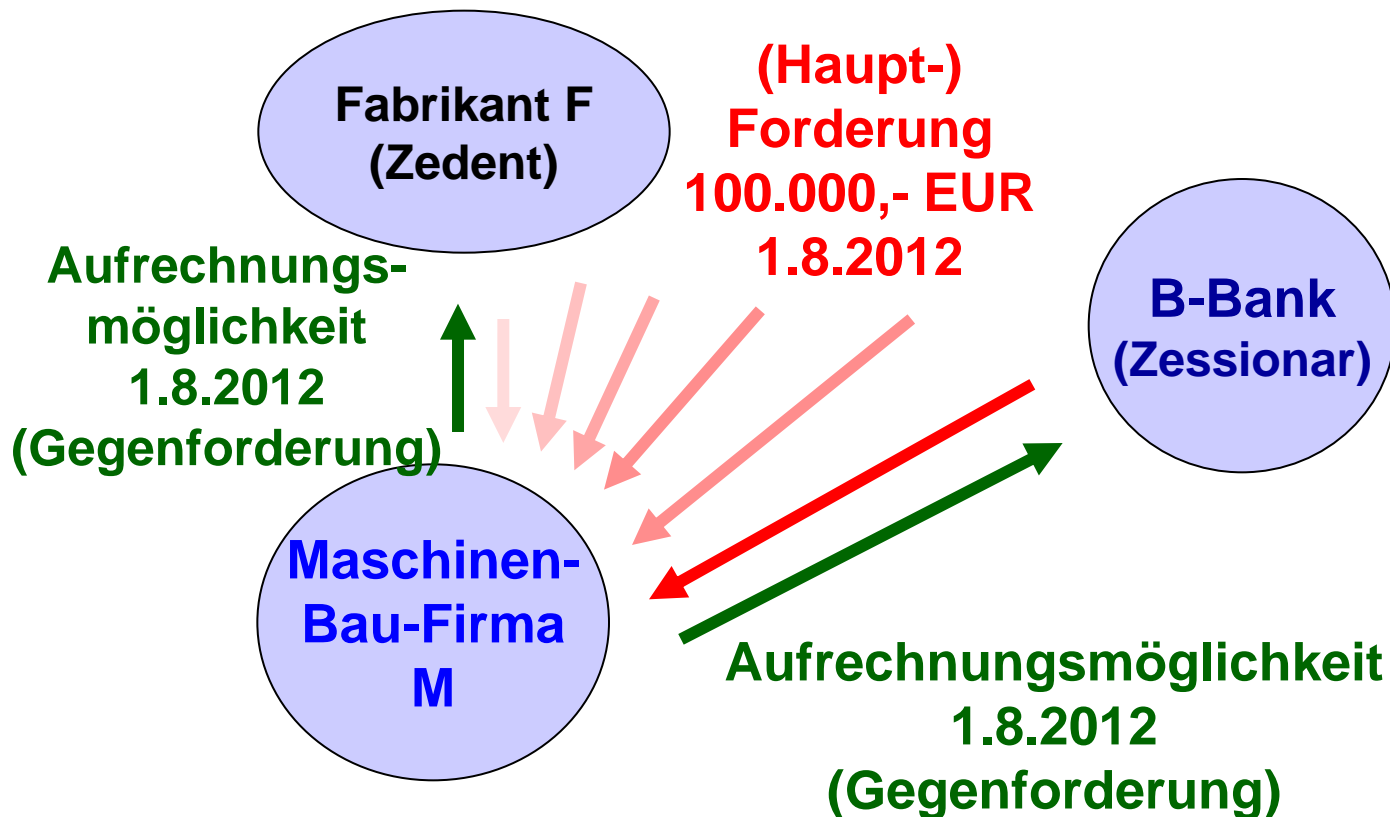 Fabrikant F
(Zedent)
(Haupt-)
Forderung
100.000,- EUR
1.8.2012
B-Bank
(Zessionar)
Aufrechnungs-
möglichkeit
1.8.2012
(Gegenforderung)
Maschinen-
Bau-Firma
M
Aufrechnungsmöglichkeit
1.8.2012
(Gegenforderung)